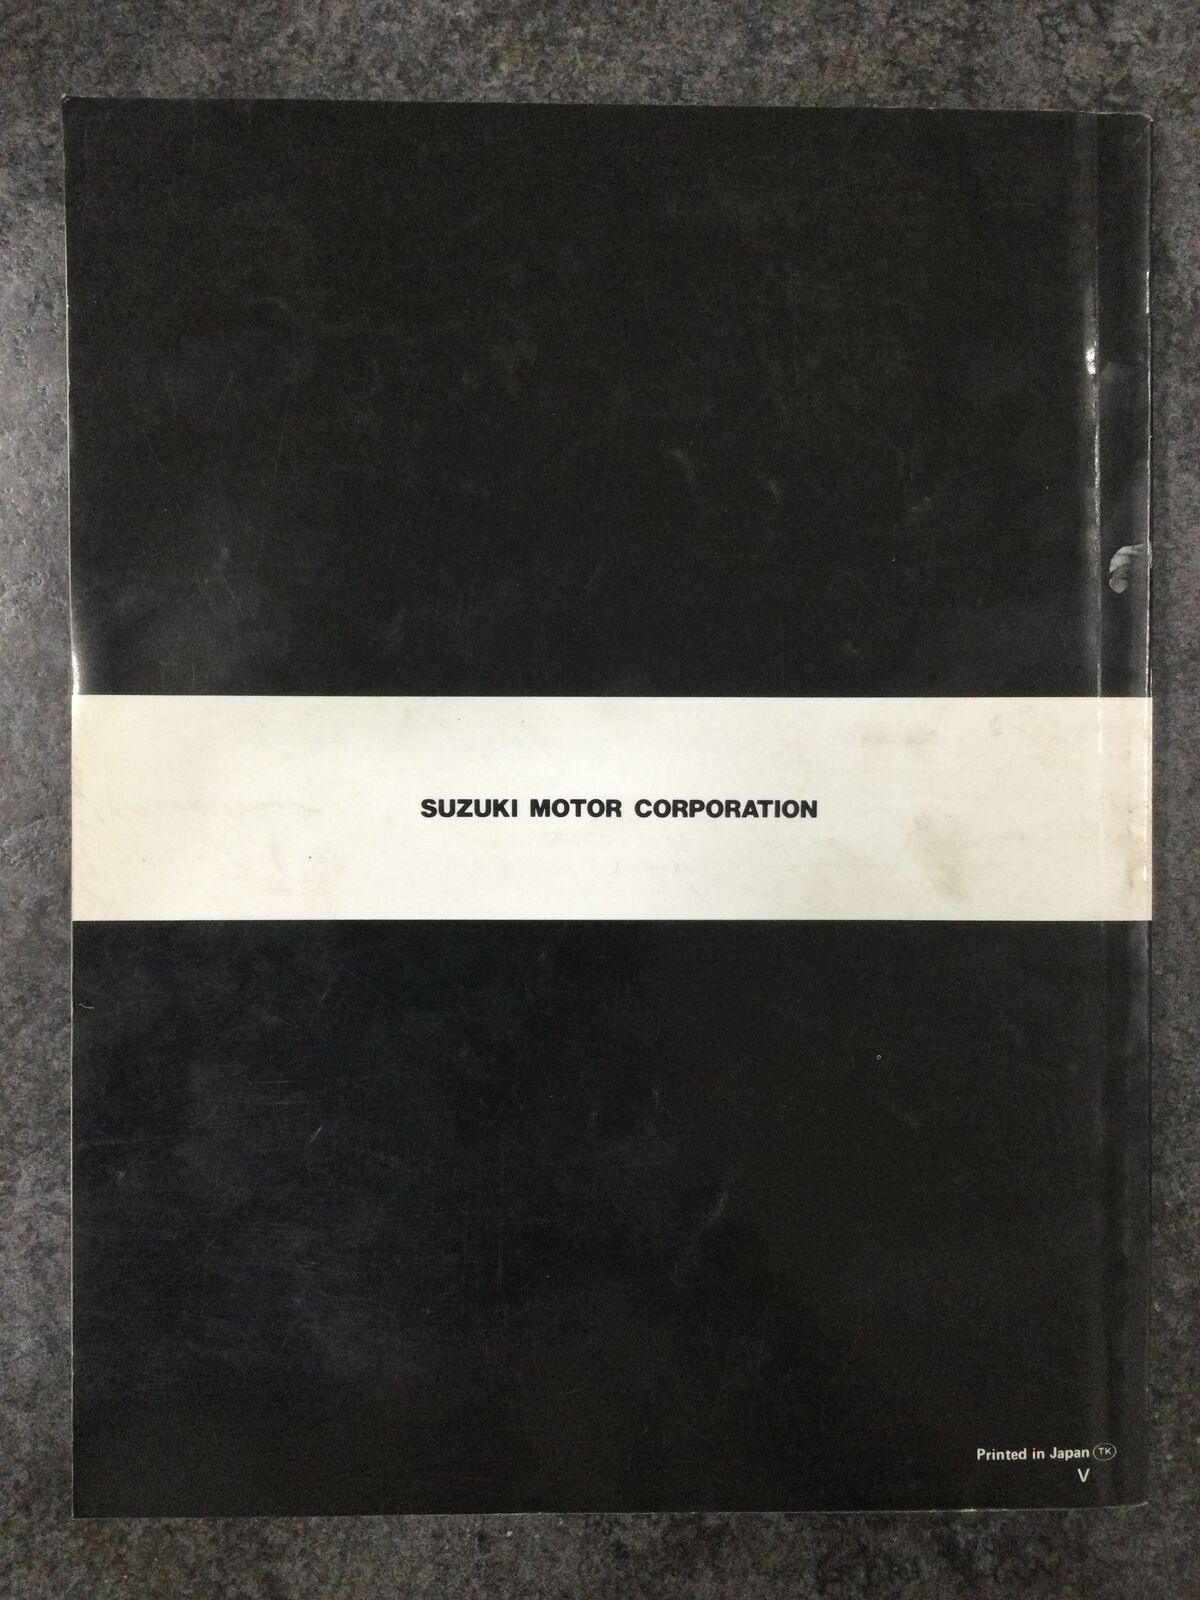 SUZUKI MOTOR CORPORATION
Printed in Japan TK
V